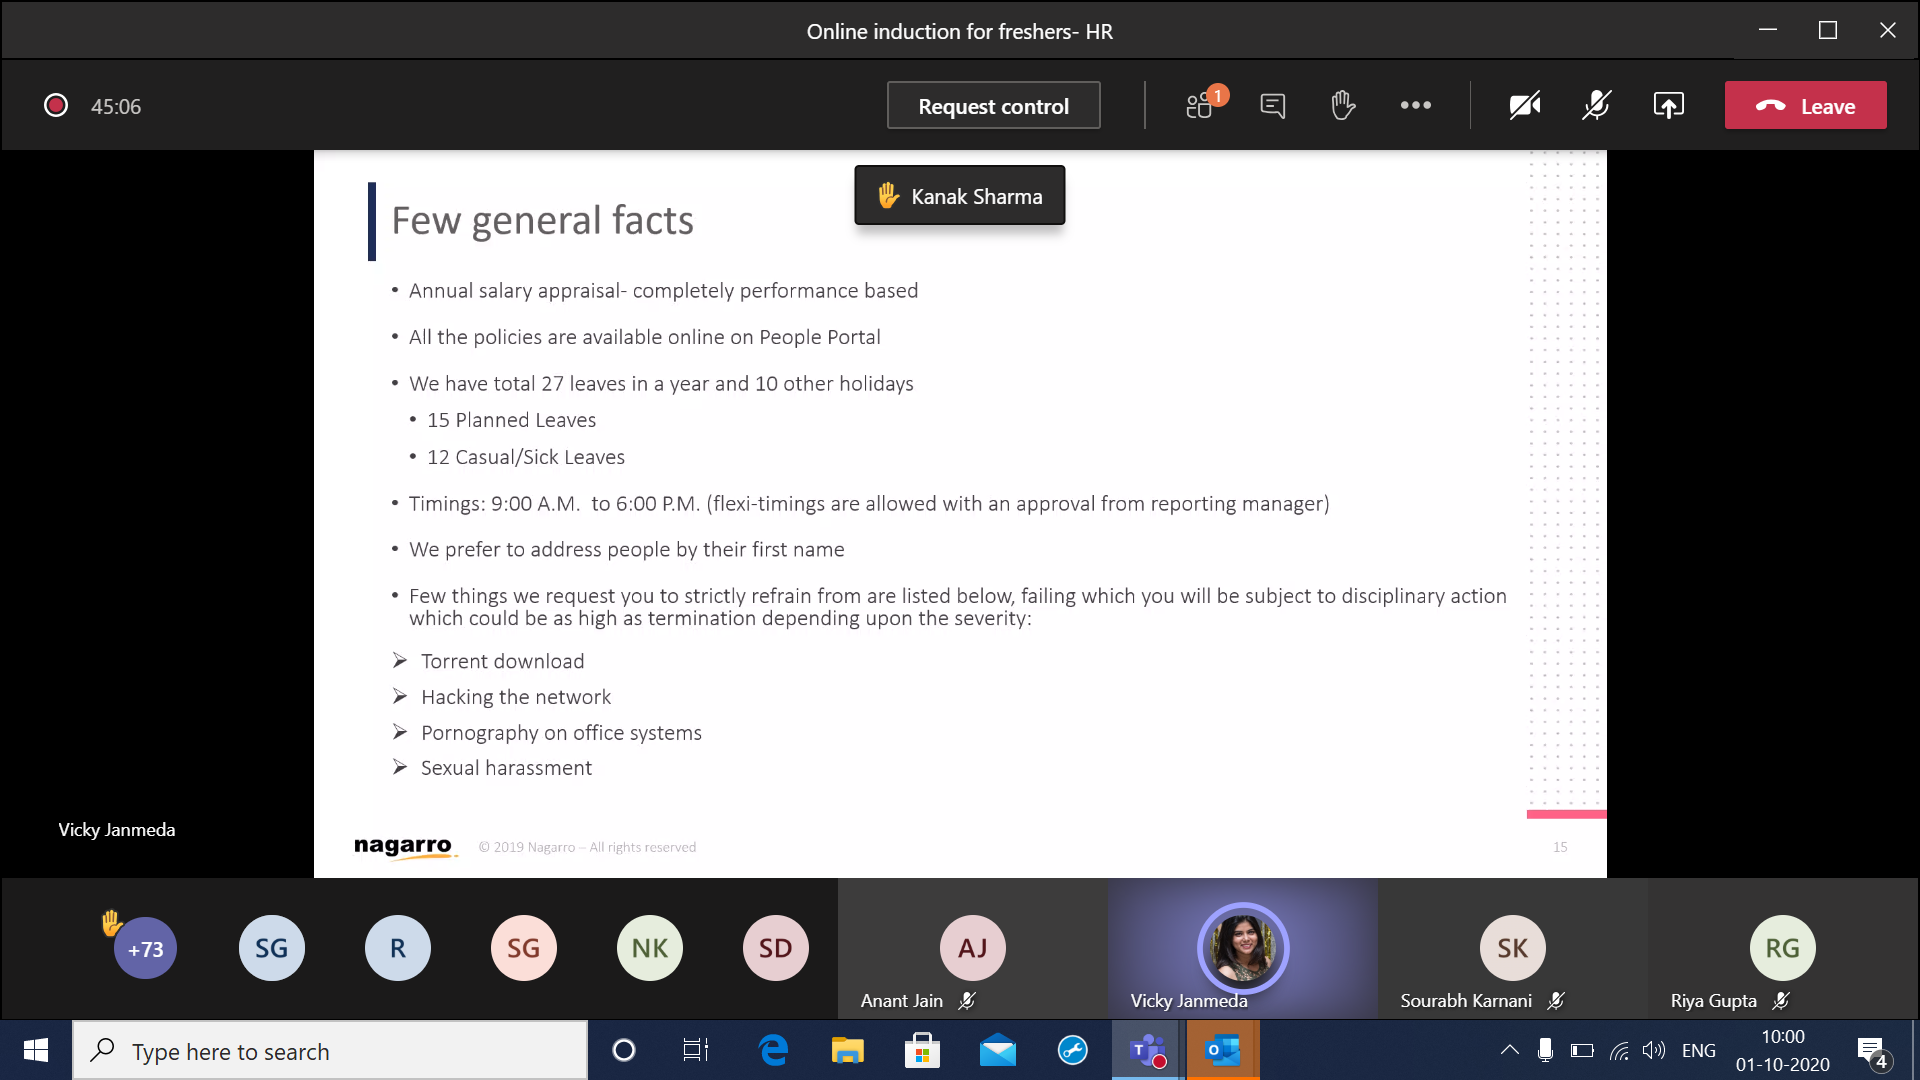 Online induction for freshers- HR
45:06
Request control
1
Leave
Kanak Sharma
Few general facts
• Annual salary appraisal- completely performance based
• All the policies are available online on People Portal
• We have total 27 leaves in a year and 10 other holidays
• 15 Planned Leaves
• 12 Casual/Sick Leaves
• Timings: 9:00 A.M.  to 6:00 P.M. (flexi-timings are allowed with an approval from reporting manager)
• We prefer to address people by their first name
• Few things we request you to strictly refrain from are listed below, failing which you will be subject to disciplinary action
which could be as high as termination depending upon the severity:
➢ Torrent download
➢ Hacking the network
➢ Pornography on office systems
➢ Sexual harassment
Vicky Janmeda
nagarro
© 2019 Nagarro – All rights reserved
15
+73
SG
R
SG
NK
SD
AJ
Anant Jain
Vicky Janmeda
SK
Sourabh Karnani
RG
Riya Gupta
Type here to search
ENG
10:00
01-10-2020
4